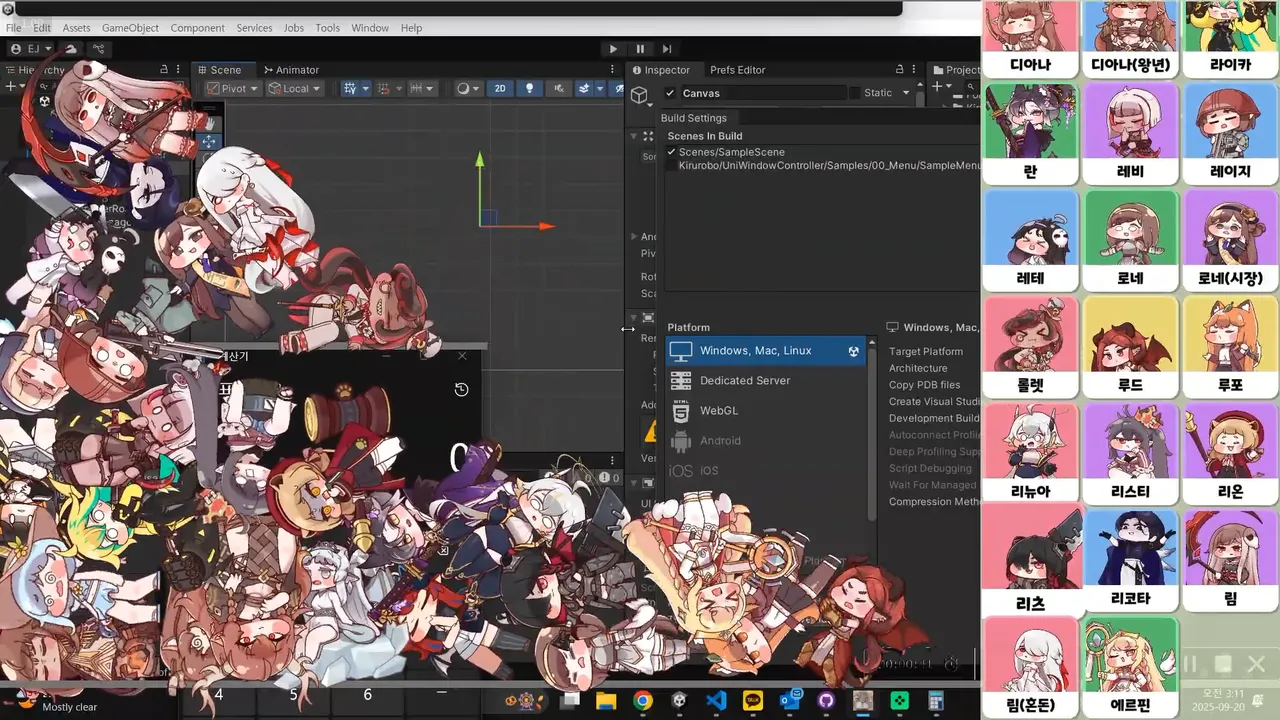 File Edit Assets GameObject Component Services Jobs Tools Window Help
EJ
Hierarchy
Scene
Animator
Inspector
Prefs Editor
Project
Pivot
Local
2D
Canvas
Static
Build Settings
Scenes In Build
Scenes/SampleScene
Kirurobo/UniWindowController/Samples/00_Menu/SampleMenu
Platform
Windows, Mac, Linux
Dedicated Server
WebGL
Android
iOS
iOS
Windows, Mac,
Target Platform
Architecture
Copy PDB files
Create Visual Studi
Development Build
Autoconnect Profile
Deep Profiling Supp
Script Debugging
Wait For Managed
Compression Meth
계산기
0
4
5
6
Mostly clear
디아나
디아나(왕년)
라이카
란
레비
레이지
레테
로네
로네(시장)
롤렛
루드
루포
리뉴아
리스티
리온
리츠
리코타
림
림(혼돈)
에르핀
오전 3:11
2025-09-20